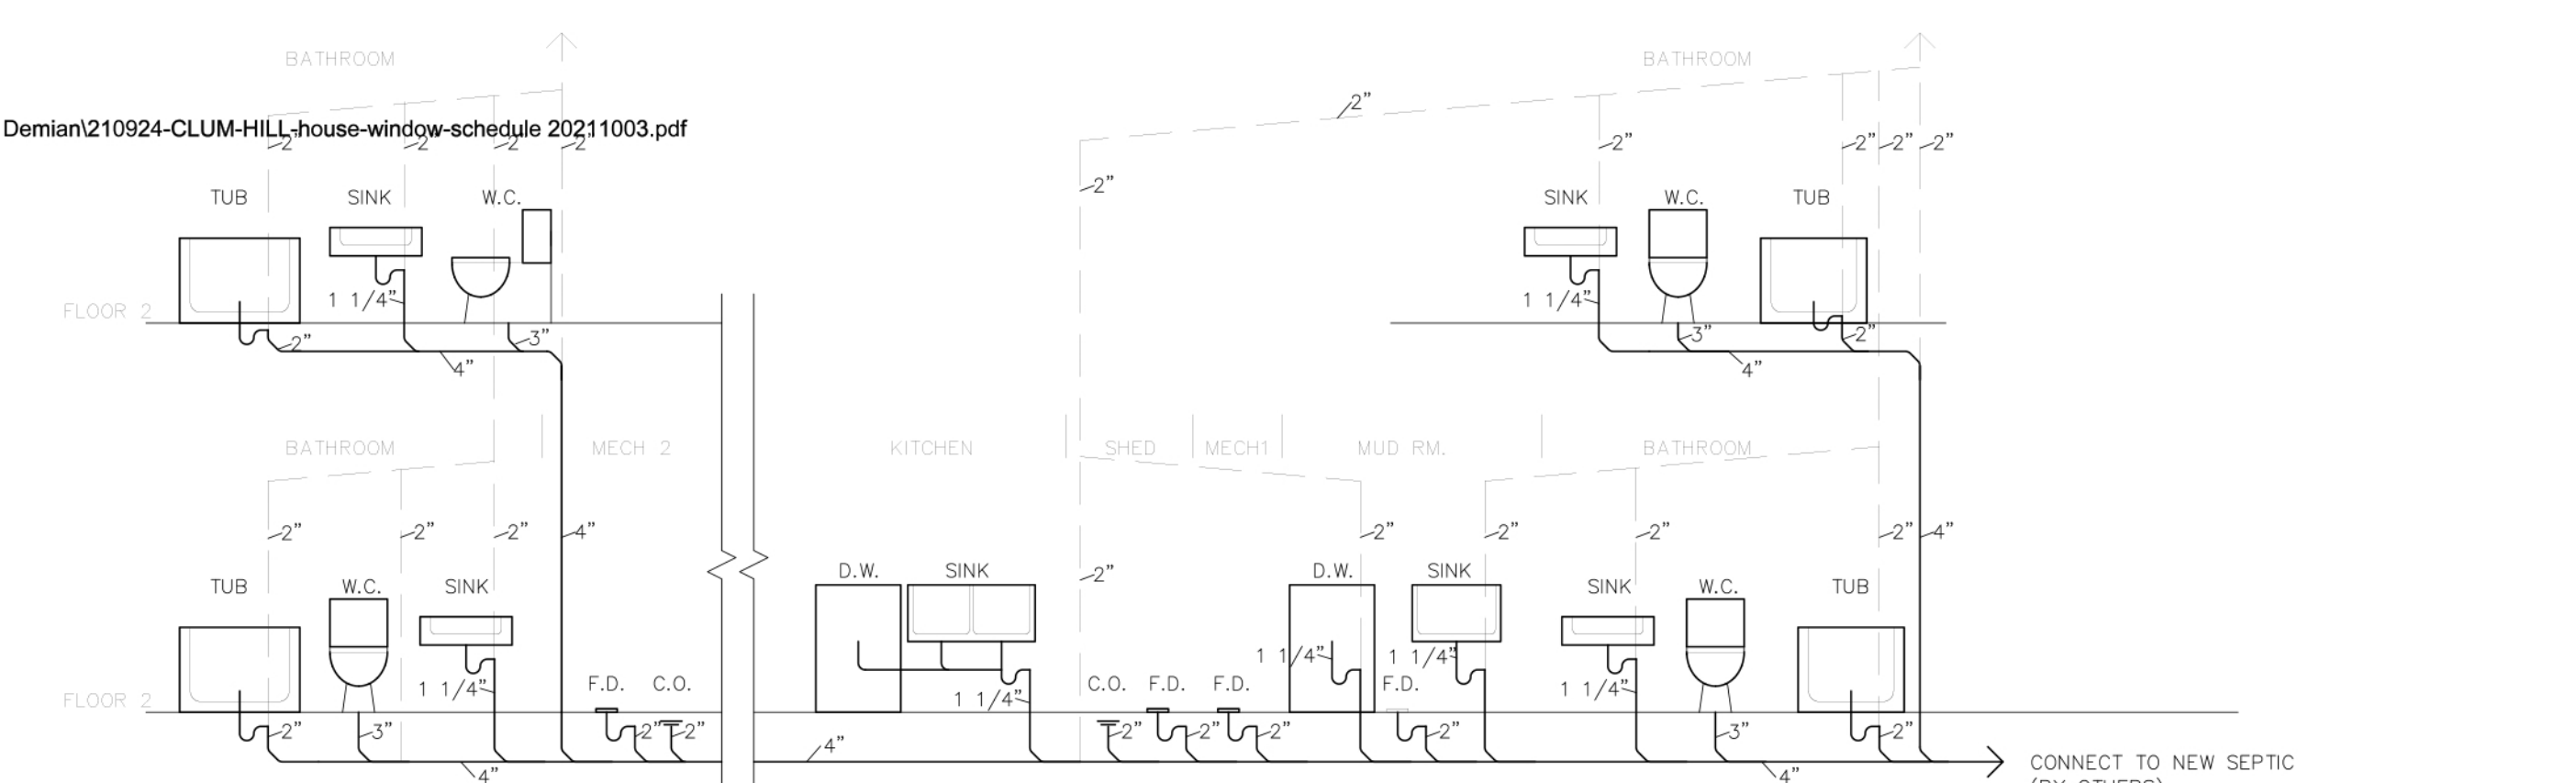 BATHROOM BATHROOM
2”
Demian\210924-CLUM-HILL-house-window-schedule 20211003.pdf
2” 2” 2” 2” 2” 2” 2” 2”
2”
TUB SINK W.C. SINK W.C. TUB
1 1/4” 1 1/4”
FLOOR 2
2” 3” 3” 2”
4” 4”
BATHROOM MECH 2 KITCHEN SHED MECH1 MUD RM. BATHROOM
2” 2” 2” 4” 2” 2” 2” 2” 4”
D.W. SINK 2” D.W. SINK
TUB W.C. SINK SINK W.C. TUB
1 1/4” 1 1/4”
F.D. C.O. C.O. F.D. F.D. F.D.
1 1/4” 1 1/4” 1 1/4”
FLOOR 2
2” 3” 2” 2” 2” 2” 2” 2” 3” 2”
4”
CONNECT TO NEW SEPTIC
4” 4”
(BY OTHERS)